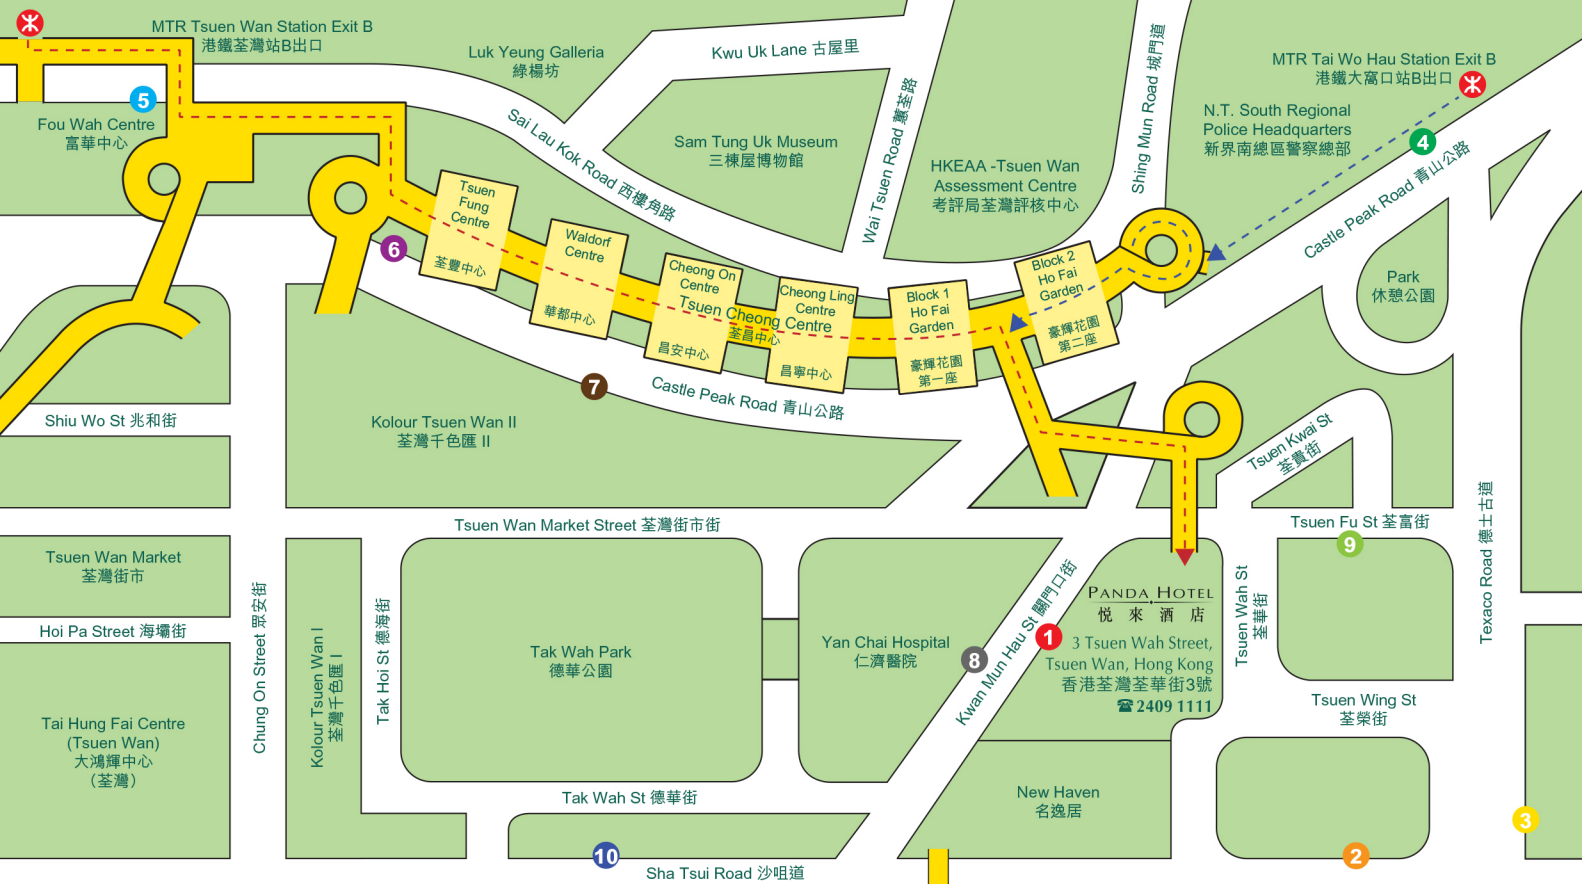 MTR Tsuen Wan Station Exit B
港鐵荃灣站B出口
Luk Yeung Galleria
綠楊坊
Kwu Uk Lane 古屋里
Shing Mun Road 城門道
MTR Tai Wo Hau Station Exit B
港鐵大窩口站B出口
5
Fou Wah Centre
富華中心
Sai Lau Kok Road 西樓角路
Sam Tung Uk Museum
三棟屋博物館
Wai Tsuen Road 蕙荃路
HKEAA -Tsuen Wan
Assessment Centre
考評局荃灣評核中心
N.T. South Regional
Police Headquarters
新界南總區警察總部
4
Castle Peak Road 青山公路
6
Tsuen
Fung
Centre
荃豐中心
Waldorf
Centre
華都中心
Cheong On
Centre
昌安中心
Tsuen Cheong Centre
荃昌中心
Cheong Ling
Centre
昌寧中心
Block 1
Ho Fai
Garden
豪輝花園
第一座
Block 2
Ho Fai
Garden
豪輝花園
第二座
Park
休憩公園
7
Castle Peak Road 青山公路
Shiu Wo St 兆和街
Kolour Tsuen Wan II
荃灣千色匯 II
Tsuen Kwai St
荃貴街
Tsuen Wan Market Street 荃灣街市街
Tsuen Fu St 荃富街
9
Texaco Road 德士古道
Tsuen Wan Market
荃灣街市
Hoi Pa Street 海壩街
Chung On Street 眾安街
Kolour Tsuen Wan I
荃灣千色匯 I
Tak Hoi St 德海街
Tak Wah Park
德華公園
Yan Chai Hospital
仁濟醫院
8
Kwan Mun Hau St 關門口街
1
PANDA HOTEL
悦來酒店
3 Tsuen Wah Street,
Tsuen Wan, Hong Kong
香港荃灣荃華街3號
☎ 2409 1111
Tsuen Wah St
荃華街
Tsuen Wing St
荃榮街
Tai Hung Fai Centre
(Tsuen Wan)
大鴻輝中心
（荃灣）
Tak Wah St 德華街
New Haven
名逸居
3
10
2
Sha Tsui Road 沙咀道